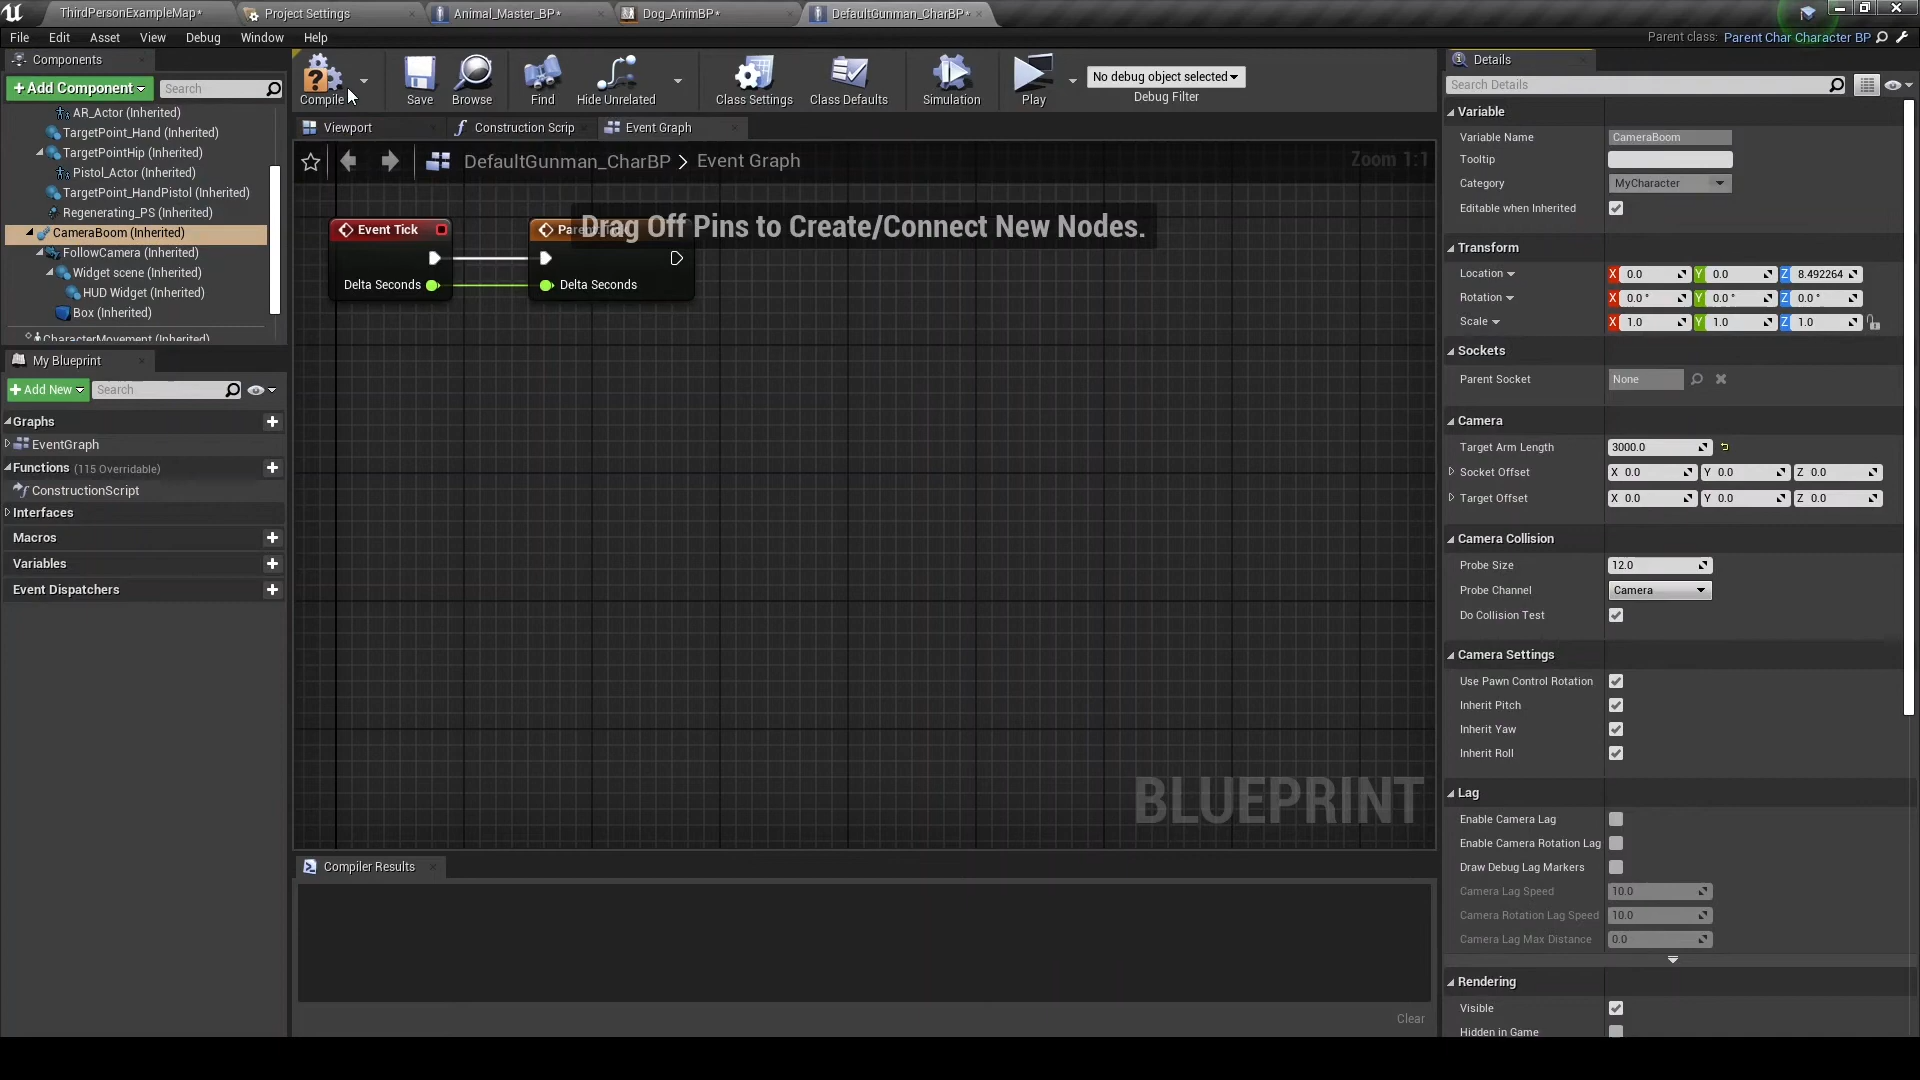 ThirdPersonExampleMap*
Project Settings
Animal_Master_BP*
Dog_AnimBP*
DefaultGunman_CharBP*
File Edit Asset View Debug Window Help
Parent class: Parent Char Character BP
Components
+Add Component
Search
AR_Actor (Inherited)
TargetPoint_Hand (Inherited)
TargetPointHip (Inherited)
Pistol_Actor (Inherited)
TargetPoint_HandPistol (Inherited)
Regenerating_PS (Inherited)
CameraBoom (Inherited)
FollowCamera (Inherited)
Widget scene (Inherited)
HUD Widget (Inherited)
Box (Inherited)
CharacterMovement (Inherited)
My Blueprint
+Add New
Search
Graphs
EventGraph
Functions (115 Overridable)
ConstructionScript
Interfaces
Macros
Variables
Event Dispatchers
Compile
Save
Browse
Find
Hide Unrelated
Class Settings
Class Defaults
Simulation
Play
No debug object selected
Debug Filter
Viewport
Construction Scrip
Event Graph
DefaultGunman_CharBP > Event Graph
Zoom 1:1
Drag Off Pins to Create/Connect New Nodes.
Event Tick
Delta Seconds
Delta Seconds
BLUEPRINT
Compiler Results
Clear
Details
Search Details
Variable
Variable Name CameraBoom
Tooltip
Category MyCharacter
Editable when Inherited
Transform
Location X 0.0 Y 0.0 Z 8.492264
Rotation X 0.0 ° Y 0.0 ° Z 0.0 °
Scale X 1.0 Y 1.0 Z 1.0
Sockets
Parent Socket None
Camera
Target Arm Length 3000.0
Socket Offset X 0.0 Y 0.0 Z 0.0
Target Offset X 0.0 Y 0.0 Z 0.0
Camera Collision
Probe Size 12.0
Probe Channel Camera
Do Collision Test
Camera Settings
Use Pawn Control Rotation
Inherit Pitch
Inherit Yaw
Inherit Roll
Lag
Enable Camera Lag
Enable Camera Rotation Lag
Draw Debug Lag Markers
Camera Lag Speed 10.0
Camera Rotation Lag Speed 10.0
Camera Lag Max Distance 0.0
Rendering
Visible
Hidden in Game